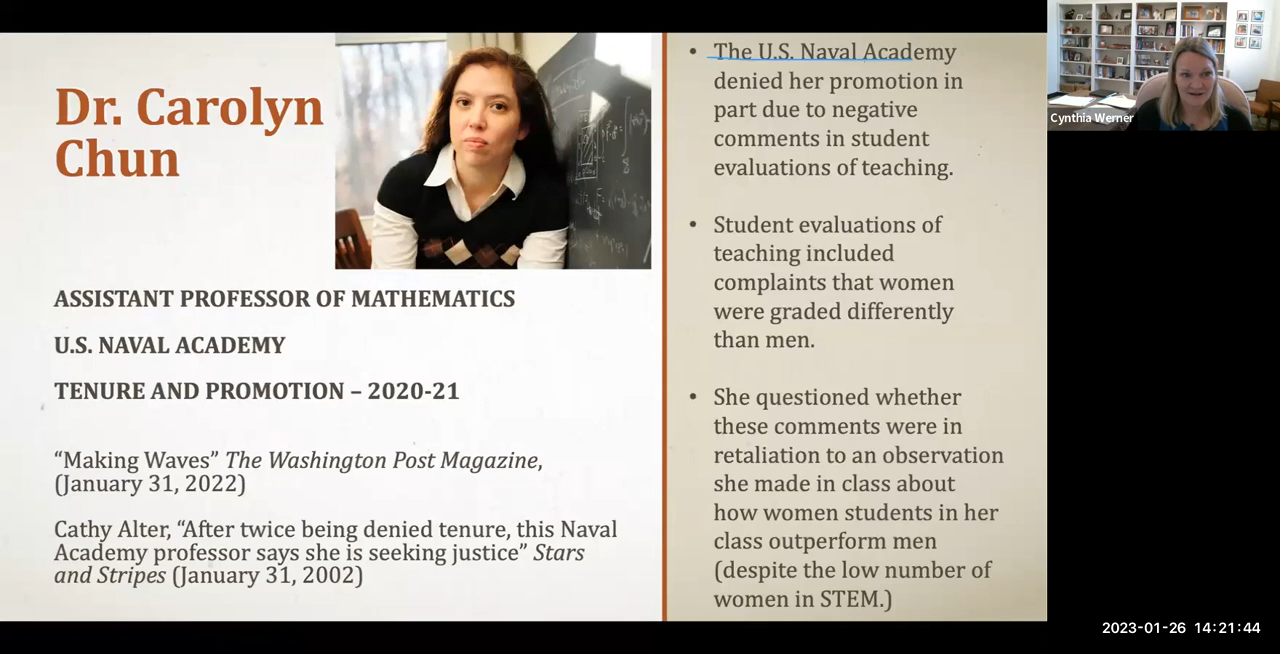 Dr. Carolyn
Chun
ASSISTANT PROFESSOR OF MATHEMATICS
U.S. NAVAL ACADEMY
TENURE AND PROMOTION – 2020-21
“Making Waves” The Washington Post Magazine,
(January 31, 2022)
Cathy Alter, “After twice being denied tenure, this Naval
Academy professor says she is seeking justice” Stars
and Stripes (January 31, 2002)
• The U.S. Naval Academy
denied her promotion in
part due to negative
comments in student
evaluations of teaching.
• Student evaluations of
teaching included
complaints that women
were graded differently
than men.
• She questioned whether
these comments were in
retaliation to an observation
she made in class about
how women students in her
class outperform men
(despite the low number of
women in STEM.)
Cynthia Werner
2023-01-26 14:21:44